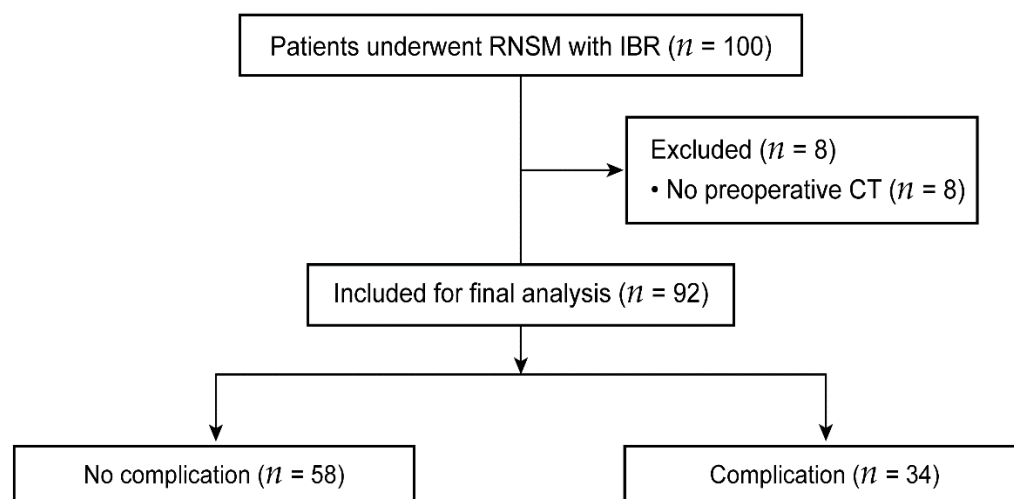 Patients underwent RNSM with IBR (n = 100)
Excluded (n = 8)
• No preoperative CT (n = 8)
Included for final analysis (n = 92)
No complication (n = 58)
Complication (n = 34)